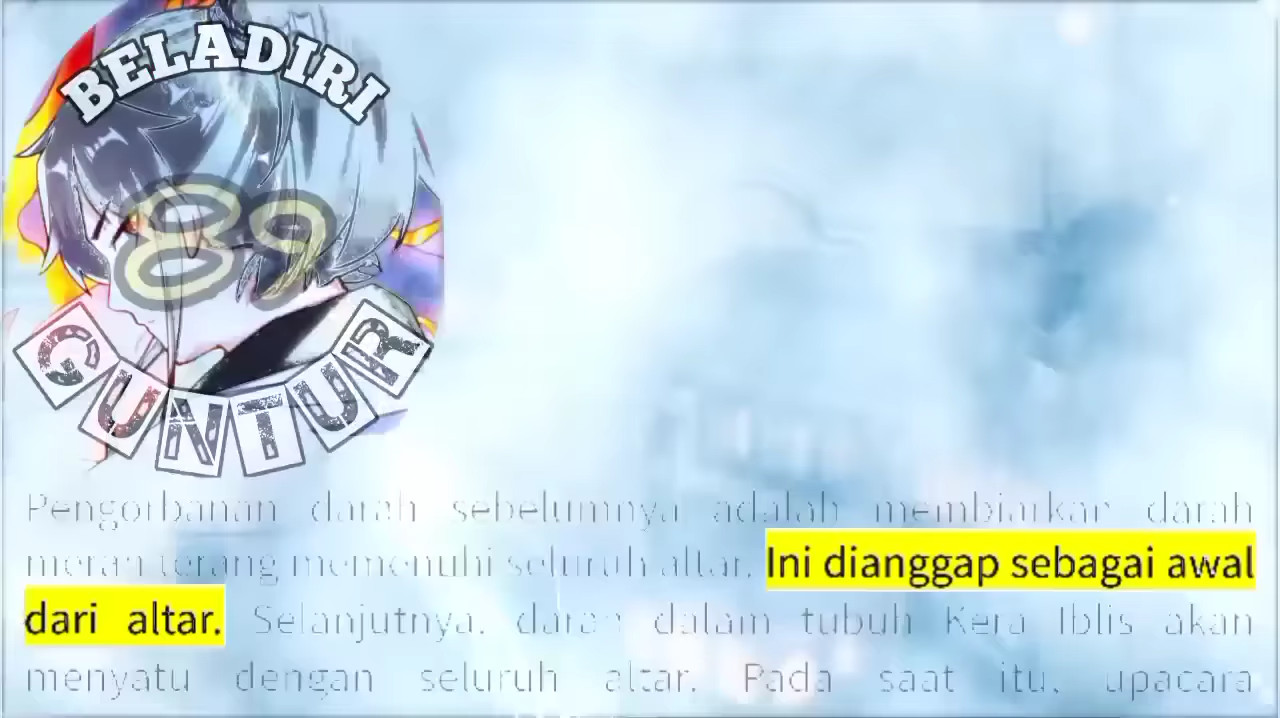 BELADIRI
89
GUNTUR
Pengorbanan darah sebelumnya adalah membiarkan darah
merah terang memenuhi seluruh altar. Ini dianggap sebagai awal
dari altar. Selanjutnya, darah dalam tubuh Kera Iblis akan
menyatu dengan seluruh altar. Pada saat itu, upacara